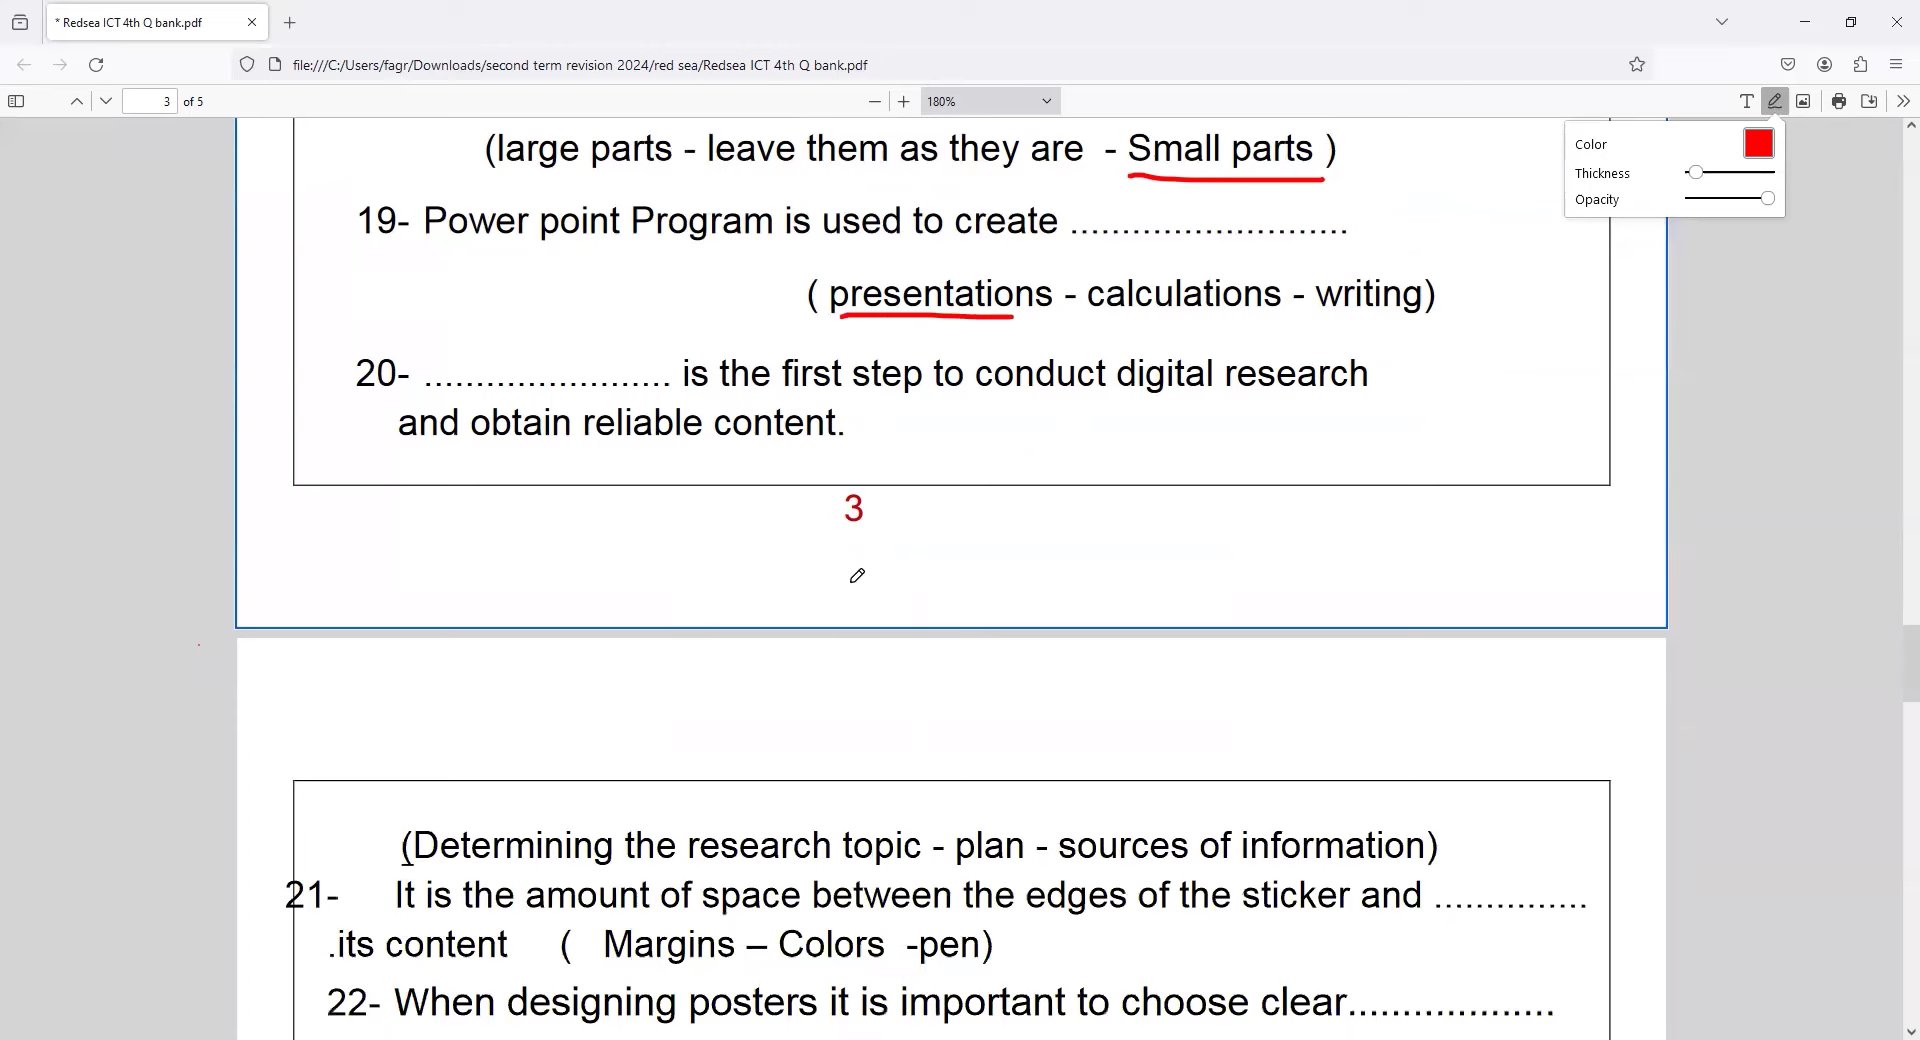 * Redsea ICT 4th Q bank.pdf
file:///C:/Users/fagr/Downloads/second term revision 2024/red sea/Redsea ICT 4th Q bank.pdf
3 of 5
180%
Color
Thickness
Opacity
(large parts - leave them as they are - Small parts )
19- Power point Program is used to create ...........................
( presentations - calculations - writing)
20- ........................ is the first step to conduct digital research
and obtain reliable content.
3
(Determining the research topic - plan - sources of information)
21- It is the amount of space between the edges of the sticker and ...............
.its content ( Margins – Colors -pen)
22- When designing posters it is important to choose clear...................